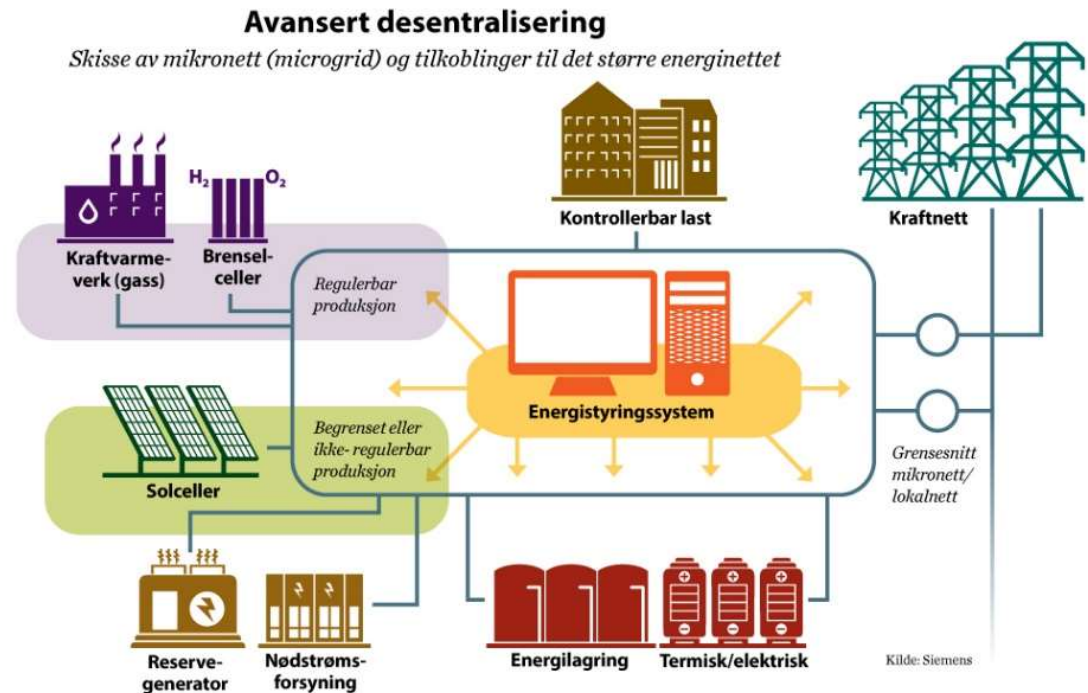 Avansert desentralisering
Skisse av mikronett (microgrid) og tilkoblinger til det større energinettet
H₂
O₂
Kraftvarme-
verk (gass)
Brensel-
celler
Kontrollerbar last
Kraftnett
Regulerbar
produksjon
Energistyringssystem
Begrenset eller
ikke- regulerbar
produksjon
Solceller
Grensesnitt
mikronett/
lokalnett
Reserve-
generator
Nødstrøms-
forsyning
Energilagring
Termisk/elektrisk
Kilde: Siemens